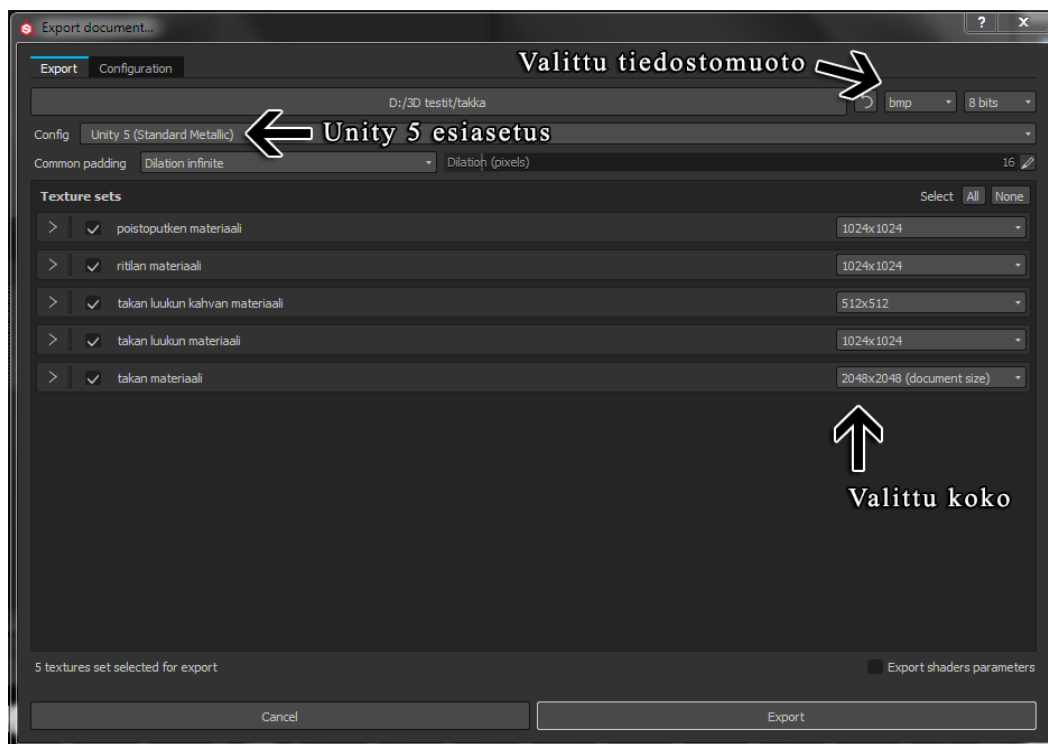 Export document...
? X
Export Configuration
Valittu tiedostomuoto
D:/3D testit/takka bmp 8 bits
Config Unity 5 (Standard Metallic) Unity 5 esiasetus
Common padding Dilation infinite Dilation (pixels) 16
Texture sets Select All None
poistoputken materiaali 1024x1024
ritilan materiaali 1024x1024
takan luukun kahvan materiaali 512x512
takan luukun materiaali 1024x1024
takan materiaali 2048x2048 (document size)
Valittu koko
5 textures set selected for export Export shaders parameters
Cancel Export